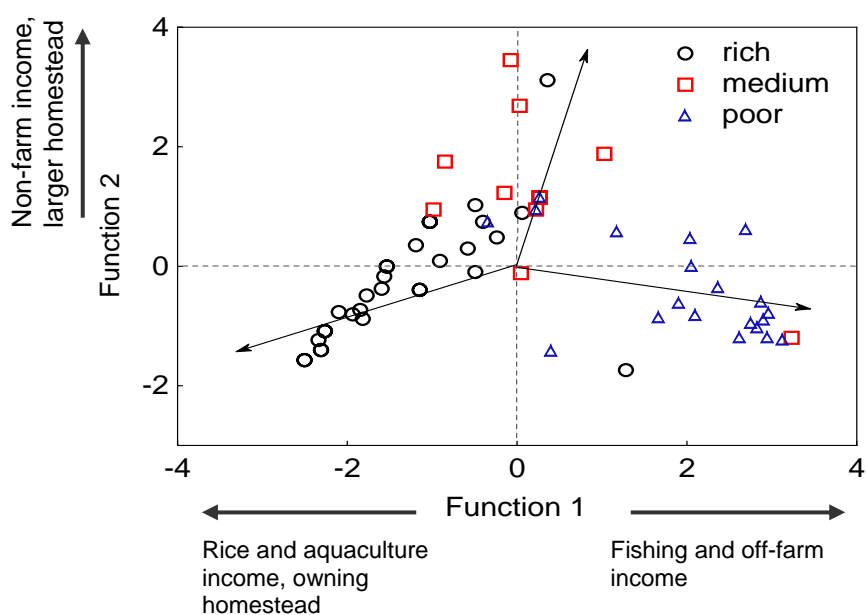 Non-farm income,
larger homestead
Function 2
4
2
0
-2
rich
medium
poor
-4
-2
0
2
4
Function 1
Rice and aquaculture
income, owning
homestead
Fishing and off-farm
income